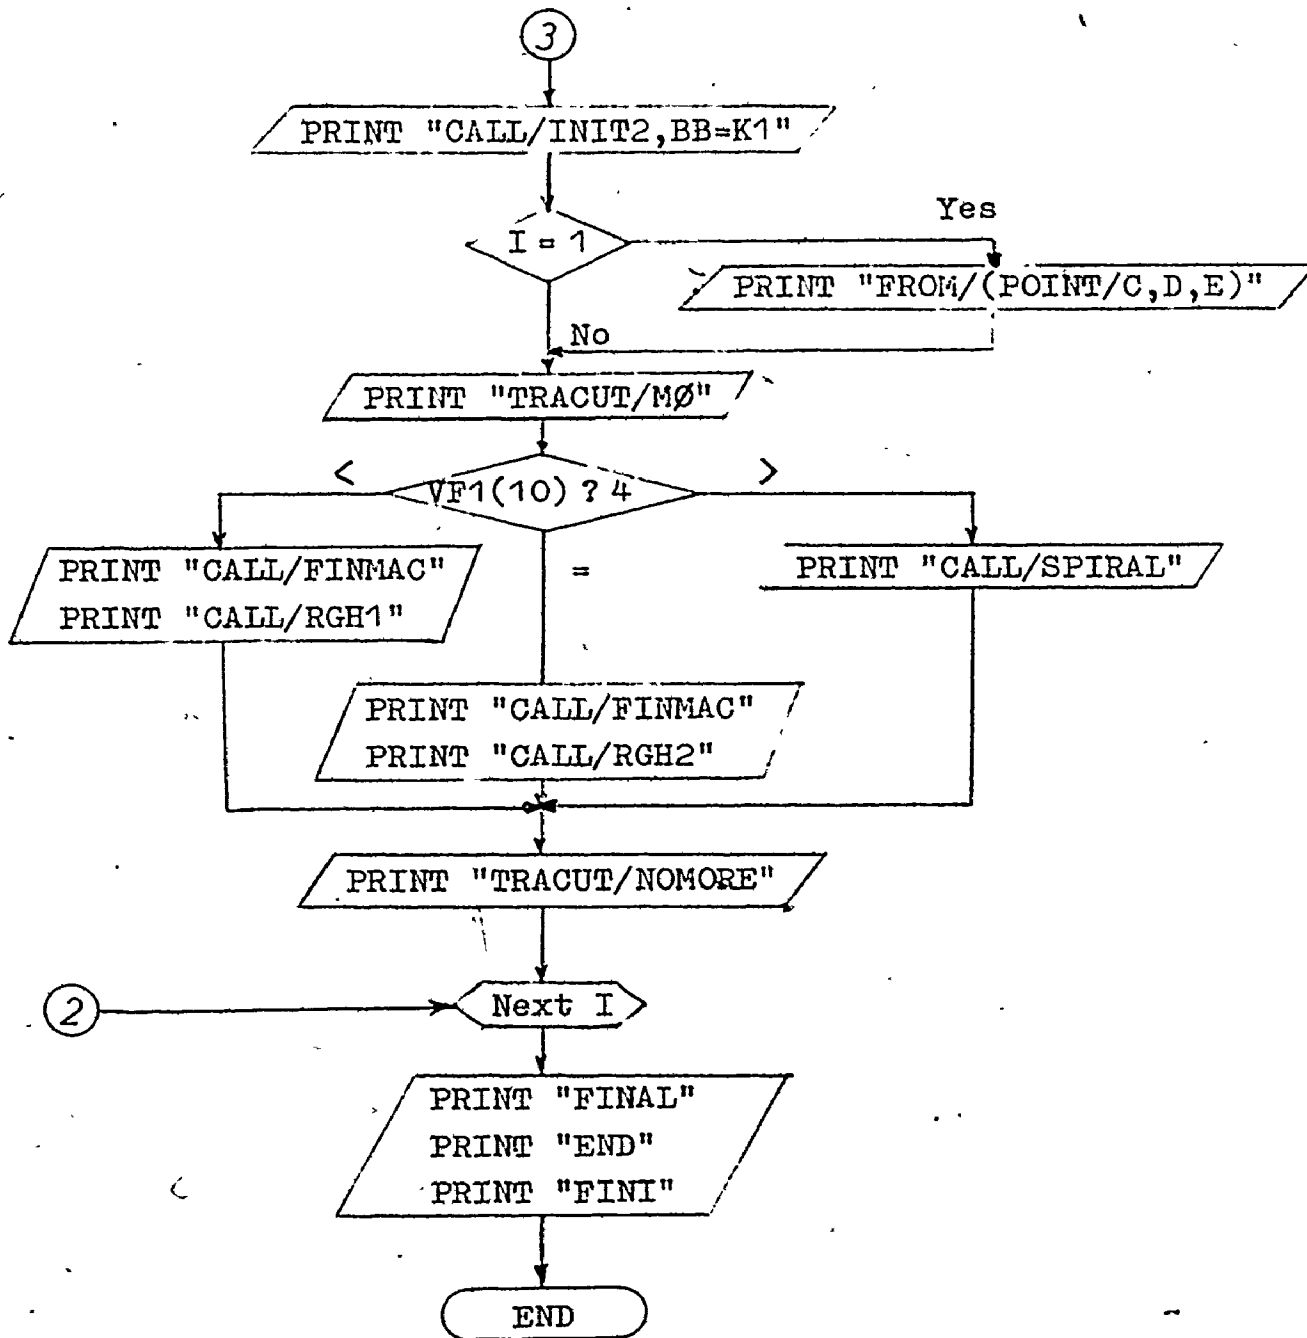 3
PRINT "CALL/INIT2,BB=K1"
Yes
I = 1
PRINT "FROM/(POINT/C,D,E)"
No
PRINT "TRACUT/MØ"
< >
VF1(10) ? 4
PRINT "CALL/FINMAC"
PRINT "CALL/RGH1"
=
PRINT "CALL/SPIRAL"
PRINT "CALL/FINMAC"
PRINT "CALL/RGH2"
PRINT "TRACUT/NOMORE"
2
Next I
PRINT "FINAL"
PRINT "END"
PRINT "FINI"
END